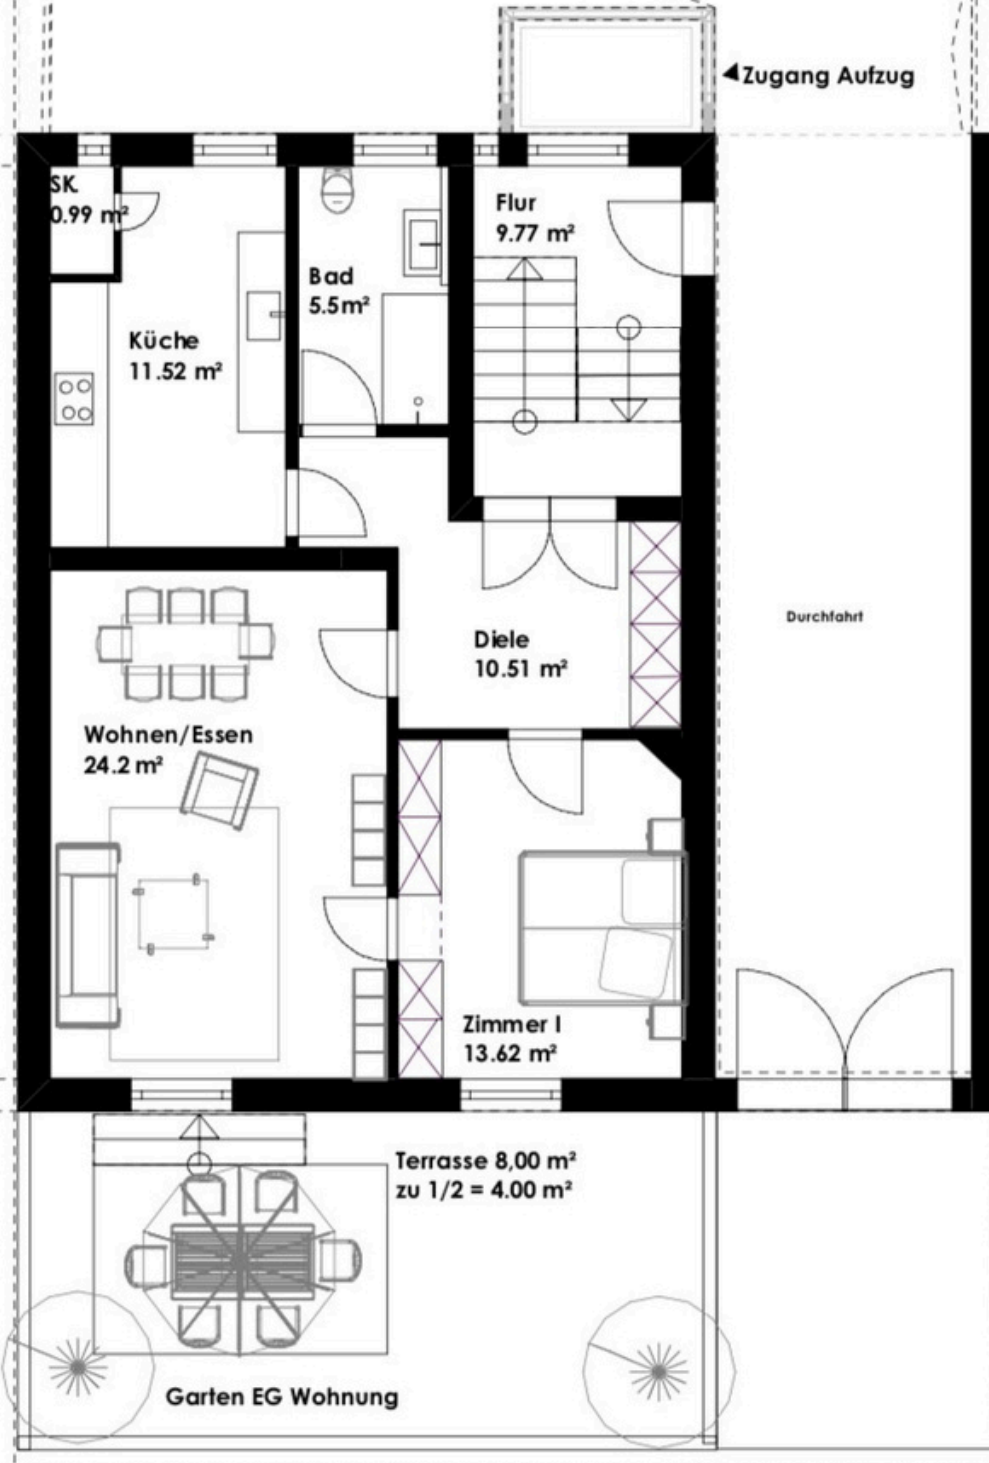 Zugang Aufzug
SK
0.99 m²
Flur
9.77 m²
Bad
5.5m²
Küche
11.52 m²
Durchfahrt
Diele
10.51 m²
Wohnen/Essen
24.2 m²
Zimmer I
13.62 m²
Terrasse 8,00 m²
zu 1/2 = 4.00 m²
Garten EG Wohnung